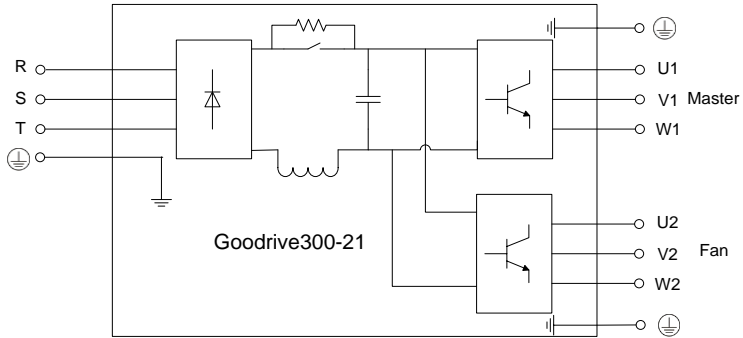 R
S
T
U1
V1 Master
W1
Goodrive300-21
U2
V2 Fan
W2